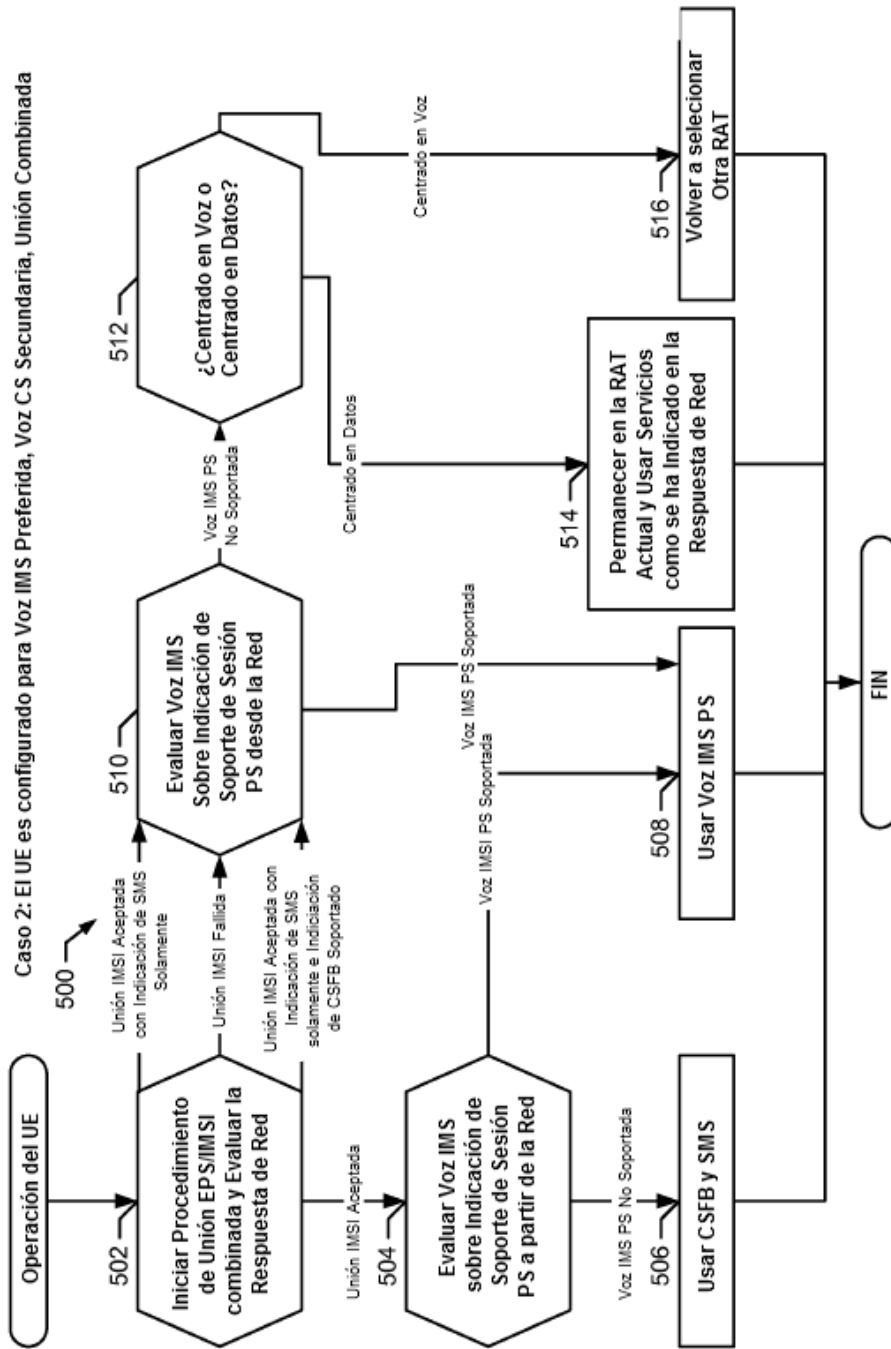 Caso 2: El UE es configurado para Voz IMS Preferida, Voz CS Secundaria, Unión Combinada
500
Operación del UE
502
Iniciar Procedimiento
de Unión EPS/IMSI
combinada y Evaluar la
Respuesta de Red
Unión IMSI Aceptada
con Indicación de SMS
Solamente
Unión IMSI Fallida
Unión IMSI Aceptada con
Indicación de SMS
solamente e Indiciación
de CSFB Soportado
510
Evaluar Voz IMS
Sobre Indicación de
Soporte de Sesión
PS desde la Red
Voz IMS PS
No Soportada
512
¿Centrado en Voz o
Centrado en Datos?
Unión IMSI Aceptada
504
Evaluar Voz IMS
sobre Indicación de
Soporte de Sesión
PS a partir de la Red
Voz IMSI PS Soportada
Voz IMS PS Soportada
Centrado en Datos
Centrado en Voz
Voz IMS PS No Soportada
506
Usar CSFB y SMS
508
Usar Voz IMS PS
514
Permanecer en la RAT
Actual y Usar Servicios
como se ha Indicado en la
Respuesta de Red
516
Volver a selecionar
Otra RAT
FIN